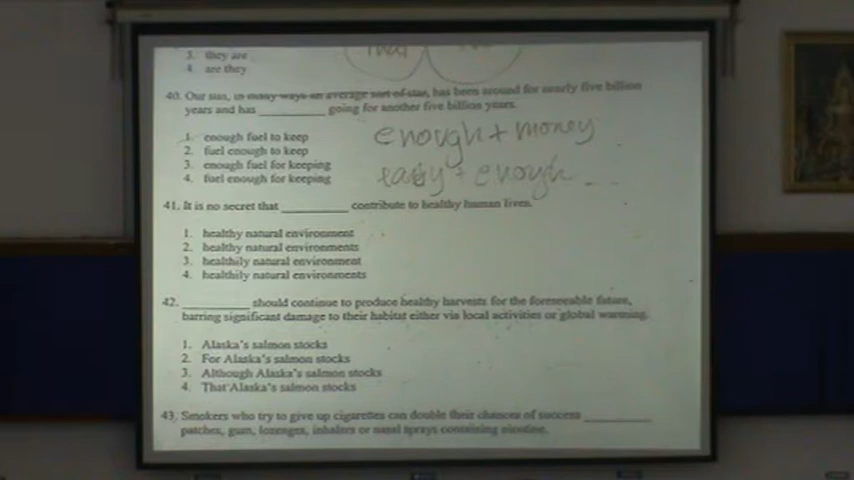 3. they are
4. are they
that
40. Our sun, in many ways an average sort of star, has been around for nearly five billion
years and has ________ going for another five billion years.
1. enough fuel to keep
2. fuel enough to keep
3. enough fuel for keeping
4. fuel enough for keeping
enough + money
easy + enough
41. It is no secret that ________ contribute to healthy human lives.
1. healthy natural environment
2. healthy natural environments
3. healthily natural environment
4. healthily natural environments
42. ________ should continue to produce healthy harvests for the foreseeable future,
barring significant damage to their habitat either via local activities or global warming.
1. Alaska's salmon stocks
2. For Alaska's salmon stocks
3. Although Alaska's salmon stocks
4. That Alaska's salmon stocks
43. Smokers who try to give up cigarettes can double their chances of success ________
patches, gum, lozenges, inhalers or nasal sprays containing nicotine.